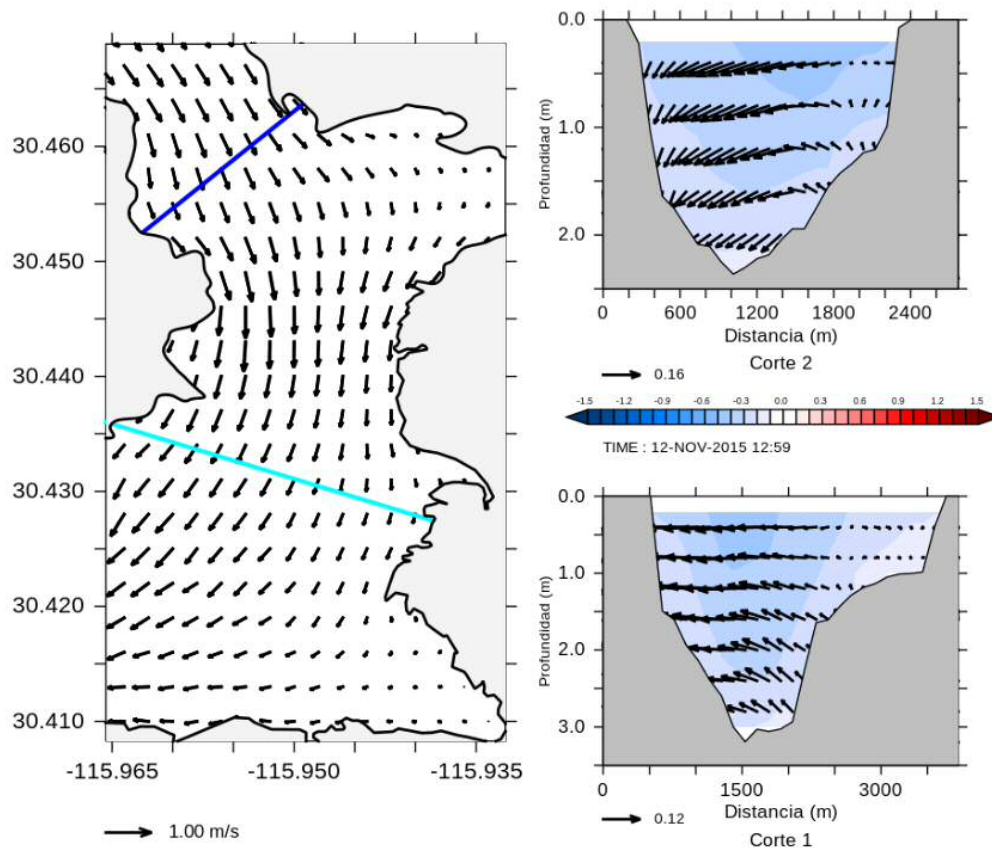 30.460
30.450
30.440
30.430
30.420
30.410
-115.965 -115.950 -115.935
1.00 m/s
0.0
1.0
2.0
Profundidad (m)
0 600 1200 1800 2400
Distancia (m)
Corte 2
0.16
-1.5 -1.2 -0.9 -0.6 -0.3 0.0 0.3 0.6 0.9 1.2 1.5
TIME : 12-NOV-2015 12:59
0.0
1.0
2.0
3.0
Profundidad (m)
0 1500 3000
Distancia (m)
0.12
Corte 1